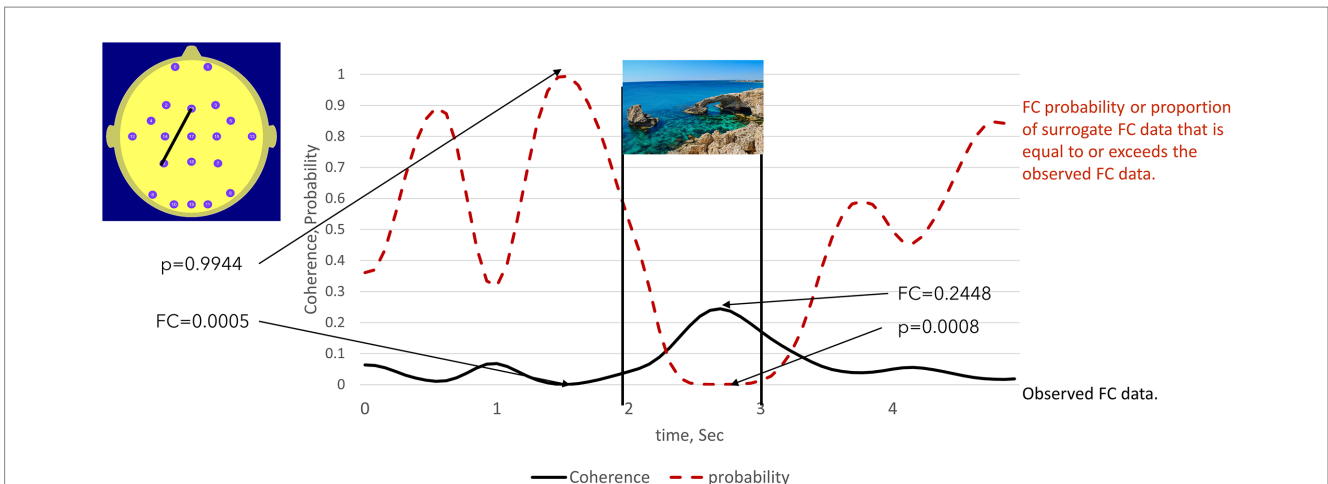 1
0.9
0.8
0.7
0.6
0.5
0.4
0.3
0.2
0.1
0
Coherence, Probability
0 1 2 3 4
time, Sec
Coherence probability
p=0.9944
FC=0.0005
FC=0.2448
p=0.0008
FC probability or proportion
of surrogate FC data that is
equal to or exceeds the
observed FC data.
Observed FC data.